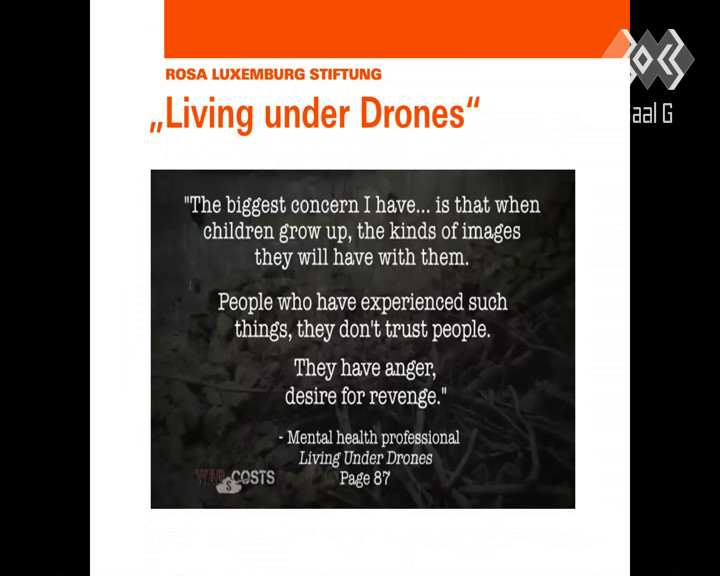 ROSA LUXEMBURG STIFTUNG
aal G
„Living under Drones“
"The biggest concern I have... is that when
children grow up, the kinds of images
they will have with them.
People who have experienced such
things, they don't trust people.
They have anger,
desire for revenge."
- Mental health professional
Living Under Drones
Page 87
WAR COSTS
$